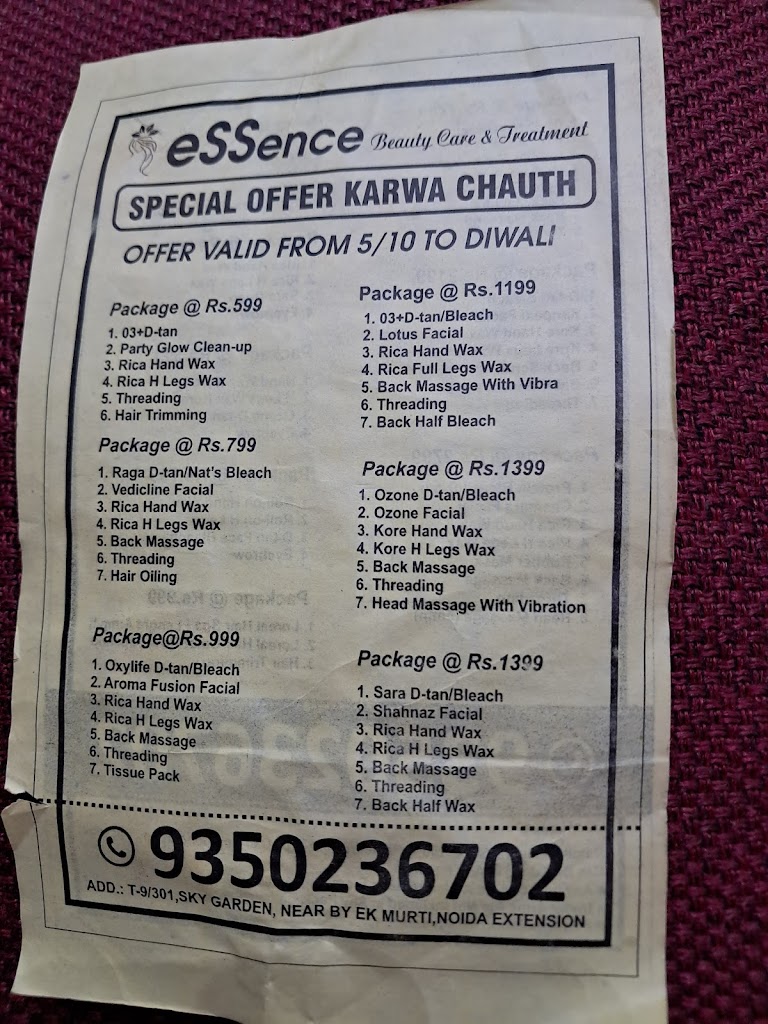 eSSence Beauty Care & Treatment
SPECIAL OFFER KARWA CHAUTH
OFFER VALID FROM 5/10 TO DIWALI
Package @ Rs.599
1. 03+D-tan
2. Party Glow Clean-up
3. Rica Hand Wax
4. Rica H Legs Wax
5. Threading
6. Hair Trimming
Package @ Rs.799
1. Raga D-tan/Nat's Bleach
2. Vedicline Facial
3. Rica Hand Wax
4. Rica H Legs Wax
5. Back Massage
6. Threading
7. Hair Oiling
Package@Rs.999
1. Oxylife D-tan/Bleach
2. Aroma Fusion Facial
3. Rica Hand Wax
4. Rica H Legs Wax
5. Back Massage
6. Threading
7. Tissue Pack
Package @ Rs.1199
1. 03+D-tan/Bleach
2. Lotus Facial
3. Rica Hand Wax
4. Rica Full Legs Wax
5. Back Massage With Vibra
6. Threading
7. Back Half Bleach
Package @ Rs.1399
1. Ozone D-tan/Bleach
2. Ozone Facial
3. Kore Hand Wax
4. Kore H Legs Wax
5. Back Massage
6. Threading
7. Head Massage With Vibration
Package @ Rs.1399
1. Sara D-tan/Bleach
2. Shahnaz Facial
3. Rica Hand Wax
4. Rica H Legs Wax
5. Back Massage
6. Threading
7. Back Half Wax
9350236702
ADD.: T-9/301,SKY GARDEN, NEAR BY EK MURTI,NOIDA EXTENSION